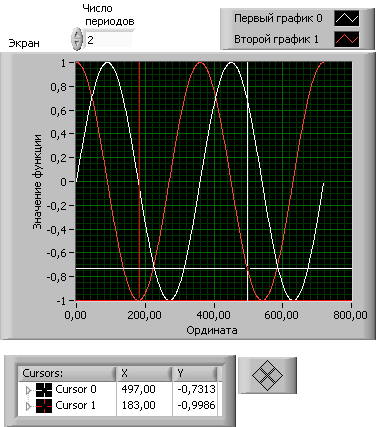 Число
периодов
Экран
2
Первый график 0
Второй график 1
Значение функции
1
0,8
0,6
0,4
0,2
0
-0,2
-0,4
-0,6
-0,8
-1
0,00 200,00 400,00 600,00 800,00
Ордината
Cursors: X Y
Cursor 0 497,00 -0,7313
Cursor 1 183,00 -0,9986